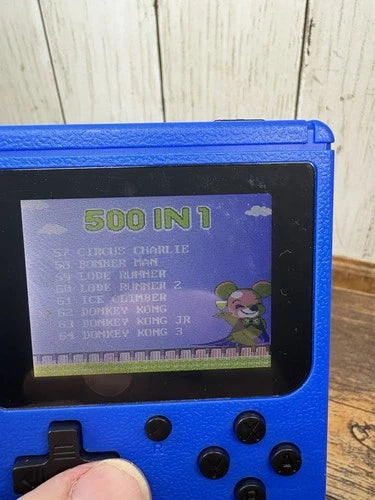 500 IN 1
57 CIRCUS CHARLIE
58 BOMBER MAN
59 LODE RUNNER
60 LODE RUNNER 2
61 ICE CLIMBER
62 DONKEY KONG
63 DONKEY KONG JR
64 DONKEY KONG 3
R
X
Y
A
B